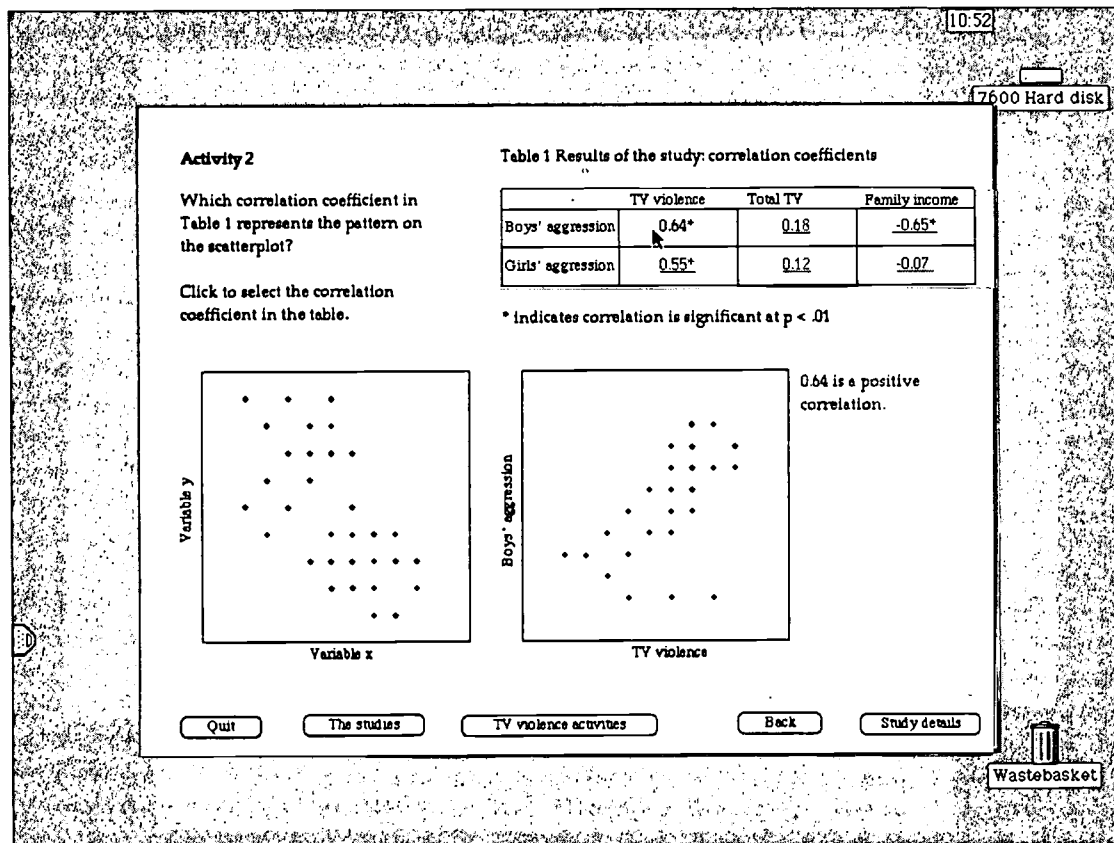 10:52
7600 Hard disk
Activity 2
Which correlation coefficient in
Table 1 represents the pattern on
the scatterplot?
Click to select the correlation
coefficient in the table.
Table 1 Results of the study: correlation coefficients
TV violence Total TV Family income
Boys' aggression 0.64* 0.18 -0.65*
Girls' aggression 0.55* 0.12 -0.07
* indicates correlation is significant at p < .01
0.64 is a positive
correlation.
Variable y
Variable x
Boys' aggression
TV violence
Quit The studies TV violence activities Back Study details
Wastebasket